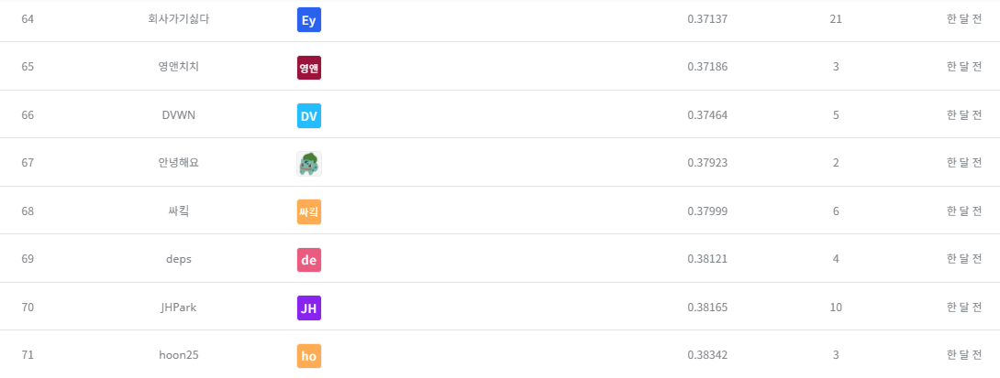 64 회사가기싫다 Ey 0.37137 21 한 달 전
65 영앤치치 영앤 0.37186 3 한 달 전
66 DVWN DV 0.37464 5 한 달 전
67 안녕해요 0.37923 2 한 달 전
68 싸킼 싸킼 0.37999 6 한 달 전
69 deps de 0.38121 4 한 달 전
70 JHPark JH 0.38165 10 한 달 전
71 hoon25 ho 0.38342 3 한 달 전